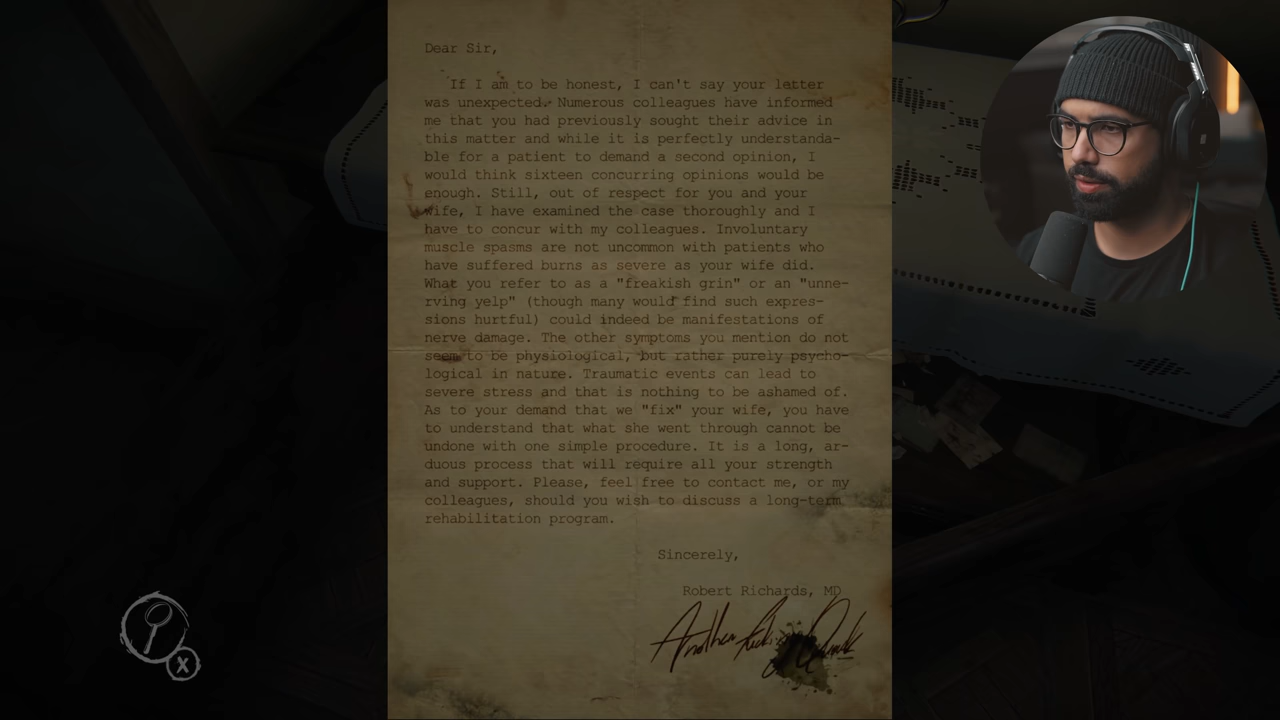 Dear Sir,
If I am to be honest, I can't say your letter
was unexpected. Numerous colleagues have informed
me that you had previously sought their advice in
this matter and while it is perfectly understanda-
ble for a patient to demand a second opinion, I
would think sixteen concurring opinions would be
enough. Still, out of respect for you and your
wife, I have examined the case thoroughly and I
have to concur with my colleagues. Involuntary
muscle spasms are not uncommon with patients who
have suffered burns as severe as your wife did.
What you refer to as a "freakish grin" or an "unne-
rving yelp" (though many would find such expres-
sions hurtful) could indeed be manifestations of
nerve damage. The other symptoms you mention do not
seem to be physiological, but rather purely psycho-
logical in nature. Traumatic events can lead to
severe stress and that is nothing to be ashamed of.
As to your demand that we "fix" your wife, you have
to understand that what she went through cannot be
undone with one simple procedure. It is a long, ar-
duous process that will require all your strength
and support. Please, feel free to contact me, or my
colleagues, should you wish to discuss a long-term
rehabilitation program.
Sincerely,
Robert Richards, MD
Another
X